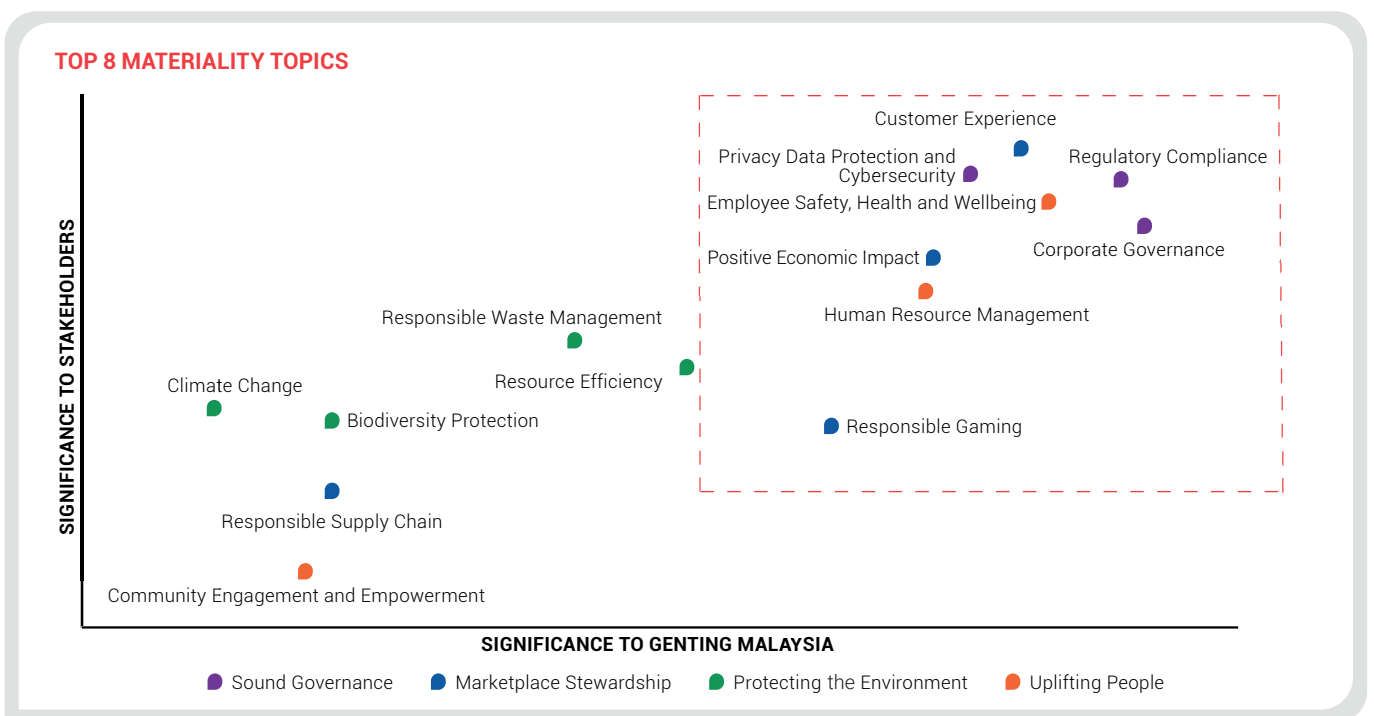 TOP 8 MATERIALITY TOPICS
SIGNIFICANCE TO STAKEHOLDERS
Customer Experience
Privacy Data Protection and
Cybersecurity
Regulatory Compliance
Employee Safety, Health and Wellbeing
Corporate Governance
Positive Economic Impact
Human Resource Management
Responsible Waste Management
Resource Efficiency
Climate Change
Biodiversity Protection
Responsible Gaming
Responsible Supply Chain
Community Engagement and Empowerment
SIGNIFICANCE TO GENTING MALAYSIA
Sound Governance
Marketplace Stewardship
Protecting the Environment
Uplifting People